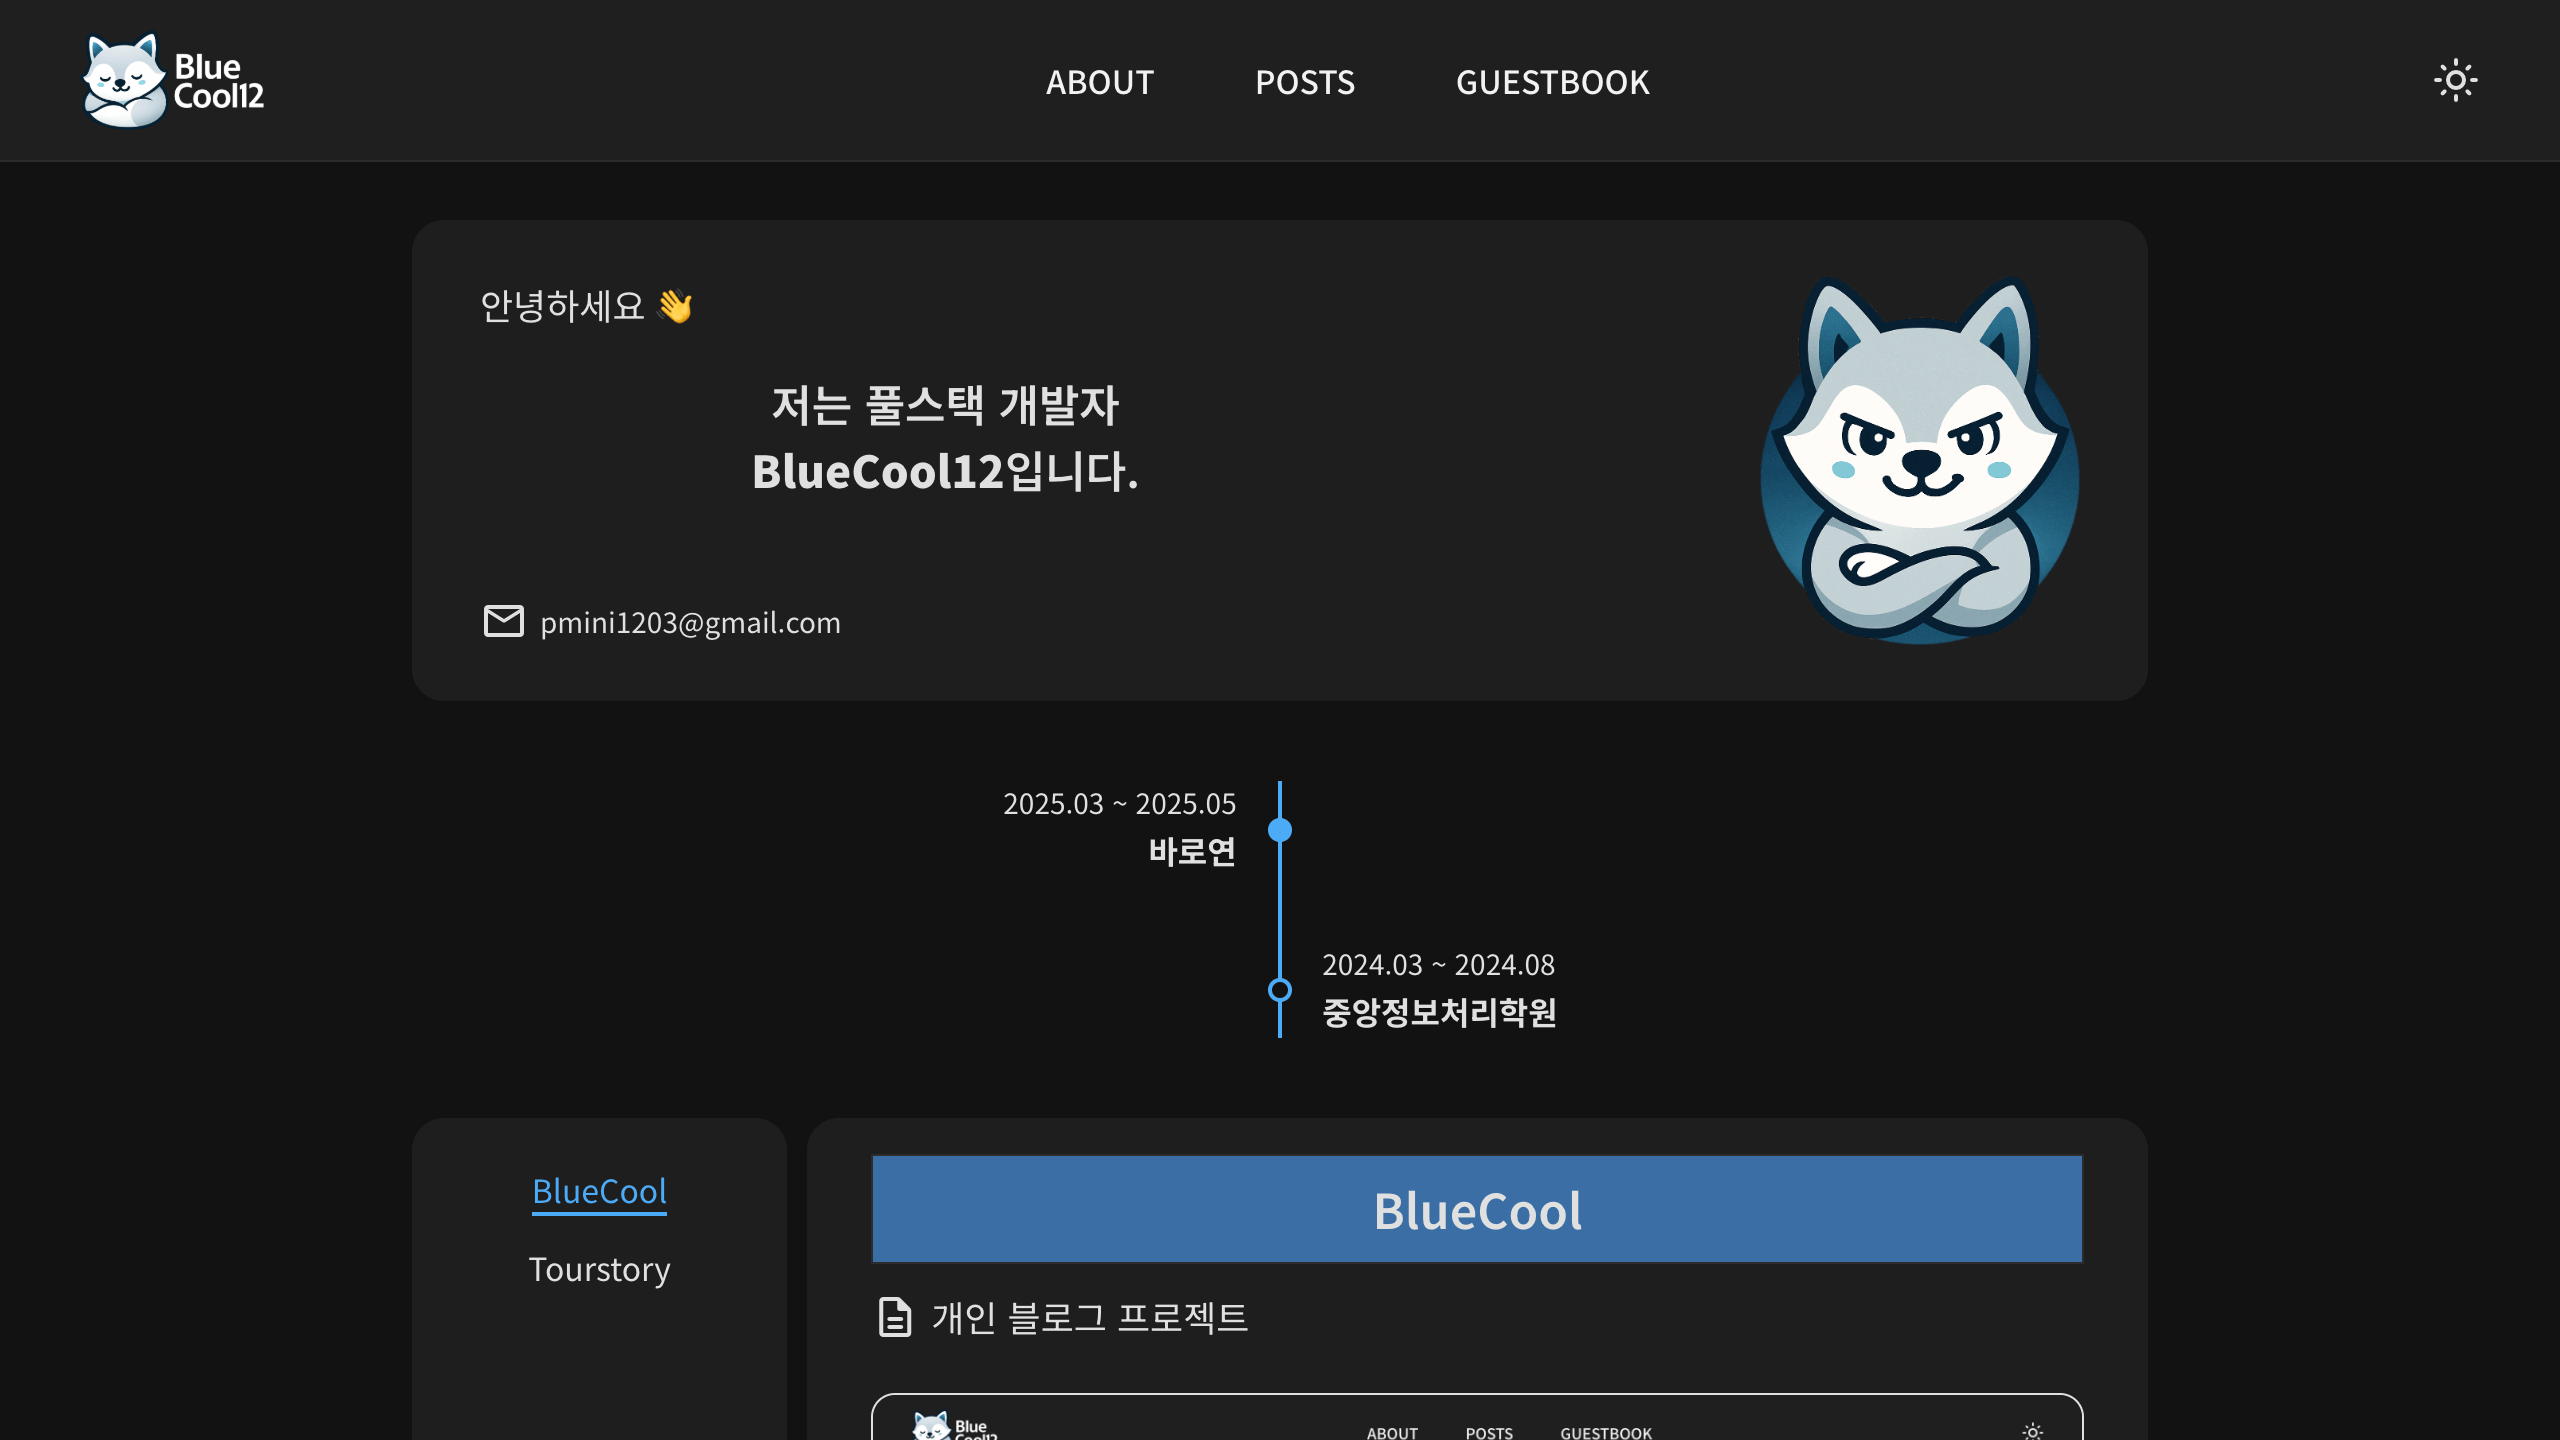 Blue
Cool12
ABOUT
POSTS
GUESTBOOK
안녕하세요 👋
저는 풀스택 개발자
BlueCool12입니다.
pmini1203@gmail.com
2025.03 ~ 2025.05
바로연
2024.03 ~ 2024.08
중앙정보처리학원
BlueCool
Tourstory
BlueCool
개인 블로그 프로젝트
Blue
Cool12
ABOUT
POSTS
GUESTBOOK